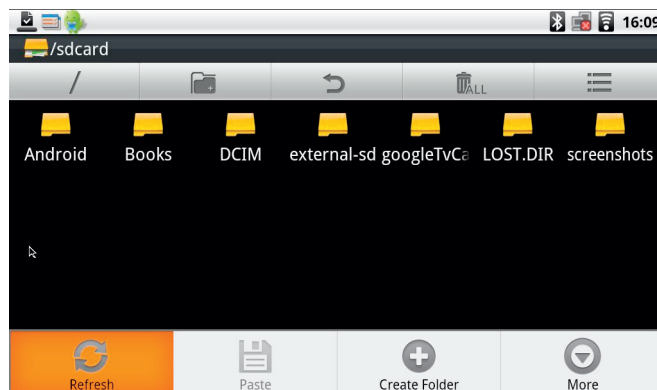 16:09
/sdcard
/
ALL
Android Books DCIM external-sd googleTvCa LOST.DIR screenshots
Refresh Paste Create Folder More